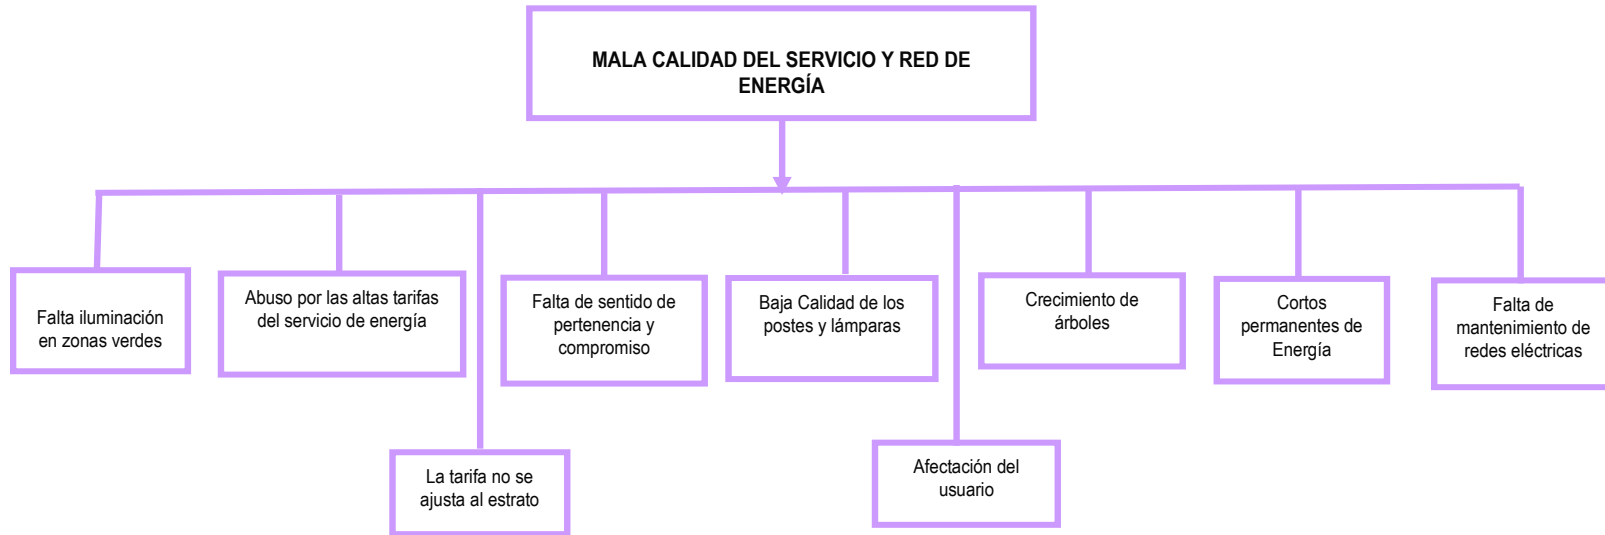 MALA CALIDAD DEL SERVICIO Y RED DE
ENERGÍA
Falta iluminación
en zonas verdes
Abuso por las altas tarifas
del servicio de energía
Falta de sentido de
pertenencia y
compromiso
Baja Calidad de los
postes y lámparas
Crecimiento de
árboles
Cortos
permanentes de
Energía
Falta de
mantenimiento de
redes eléctricas
La tarifa no se
ajusta al estrato
Afectación del
usuario